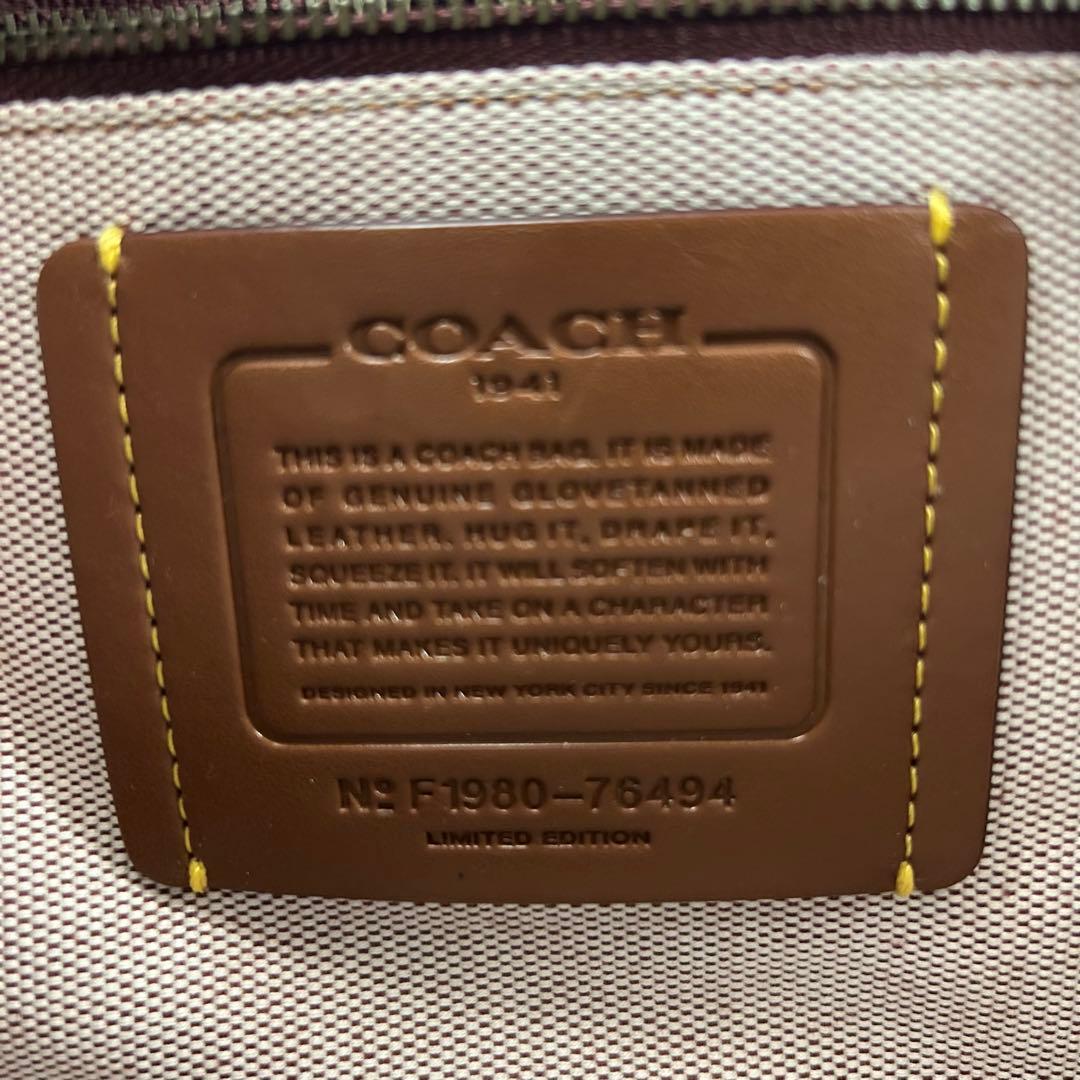 COACH
1941
THIS IS A COACH BAG. IT IS MADE
OF GENUINE GLOVETANNED
LEATHER. HUG IT, DRAPE IT,
SQUEEZE IT. IT WILL SOFTEN WITH
TIME AND TAKE ON A CHARACTER
THAT MAKES IT UNIQUELY YOURS.
DESIGNED IN NEW YORK CITY SINCE 1941
Nº F1980-76494
LIMITED EDITION